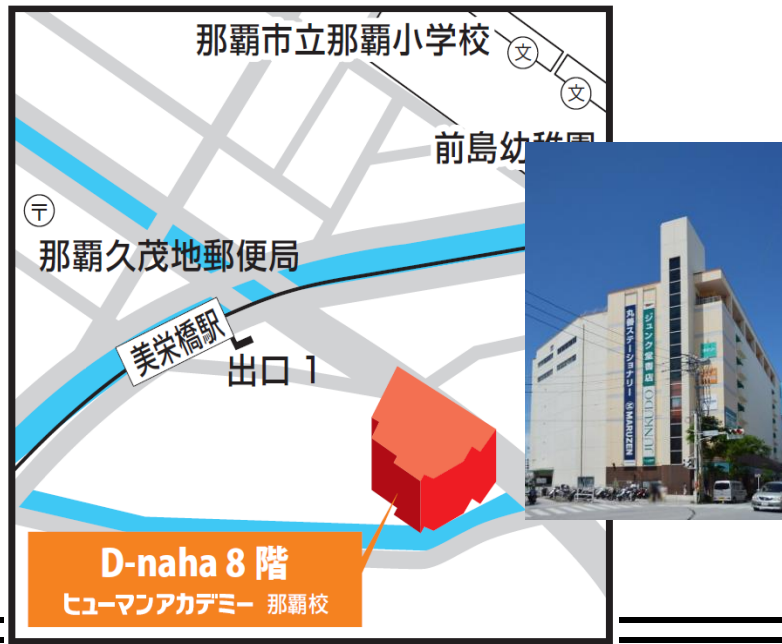 那覇市立那覇小学校
文
文
前島幼稚園
〒
那覇久茂地郵便局
美栄橋駅
出口 1
D-naha 8 階
ヒューマンアカデミー 那覇校
丸善ステーショナリー MARUZEN
ジュンク堂書店 JUNKUDO